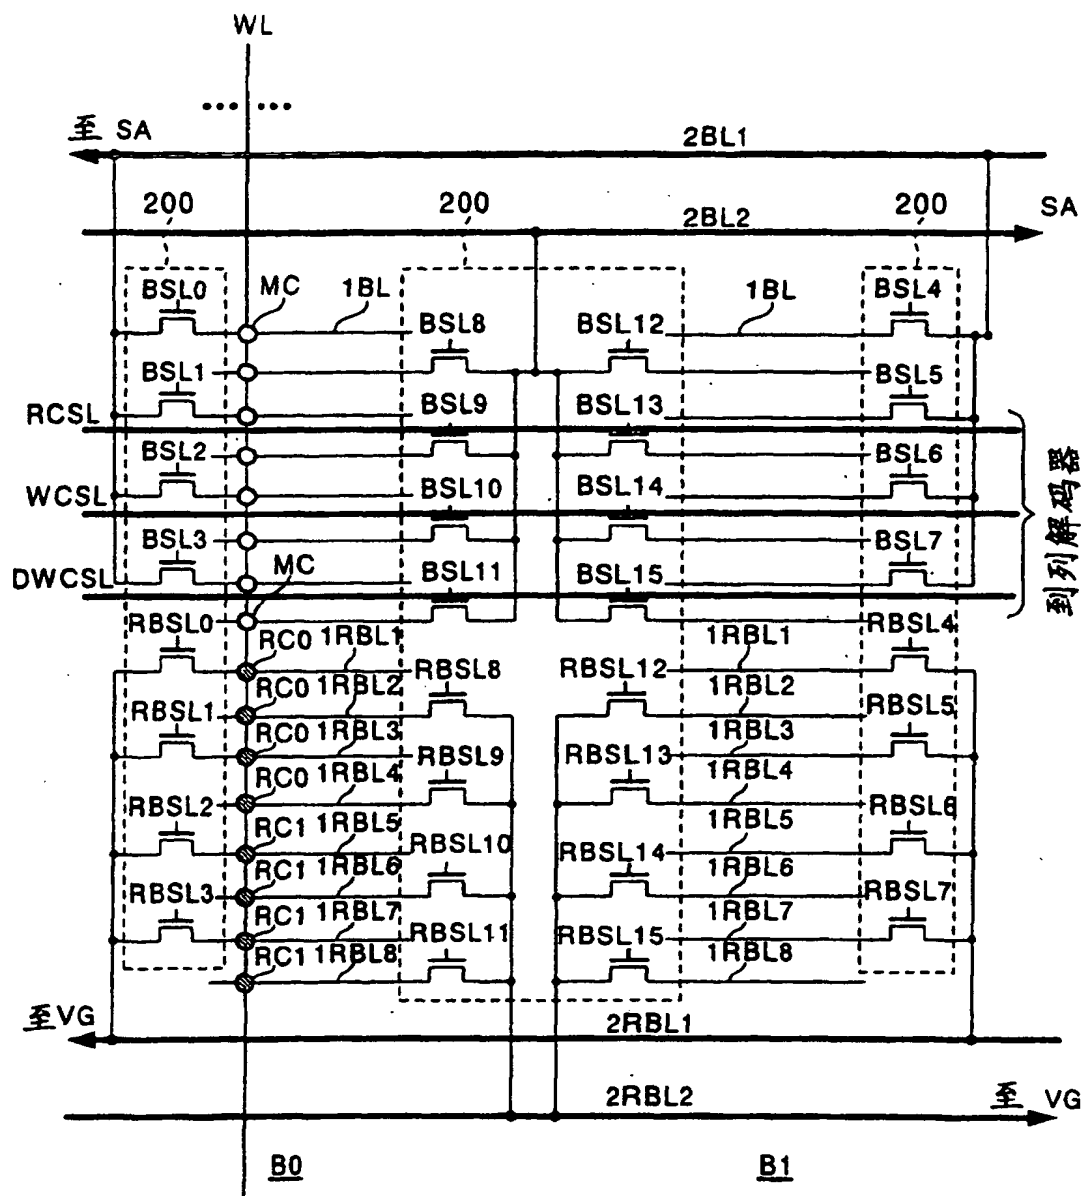 WL
至 SA
2BL1
200
200
200
2BL2
SA
BSL0
MC
1BL
BSL8
BSL12
1BL
BSL4
BSL1
BSL5
RCSL
BSL9
BSL13
BSL2
BSL6
WCSL
BSL10
BSL14
BSL3
BSL7
DWCSL
MC
BSL11
BSL15
到列解码器
RBSL0
RC0
1RBL1
RBSL8
RBSL12
1RBL1
RBSL4
RC0
1RBL2
1RBL2
RBSL1
RC0
1RBL3
RBSL9
RBSL13
1RBL3
RBSL5
RC0
1RBL4
1RBL4
RBSL2
RC1
1RBL5
RBSL10
RBSL14
1RBL5
RBSL6
RC1
1RBL6
1RBL6
RBSL3
RC1
1RBL7
RBSL11
RBSL15
1RBL7
RBSL7
RC1
1RBL8
1RBL8
至VG
2RBL1
2RBL2
至 VG
B0
B1